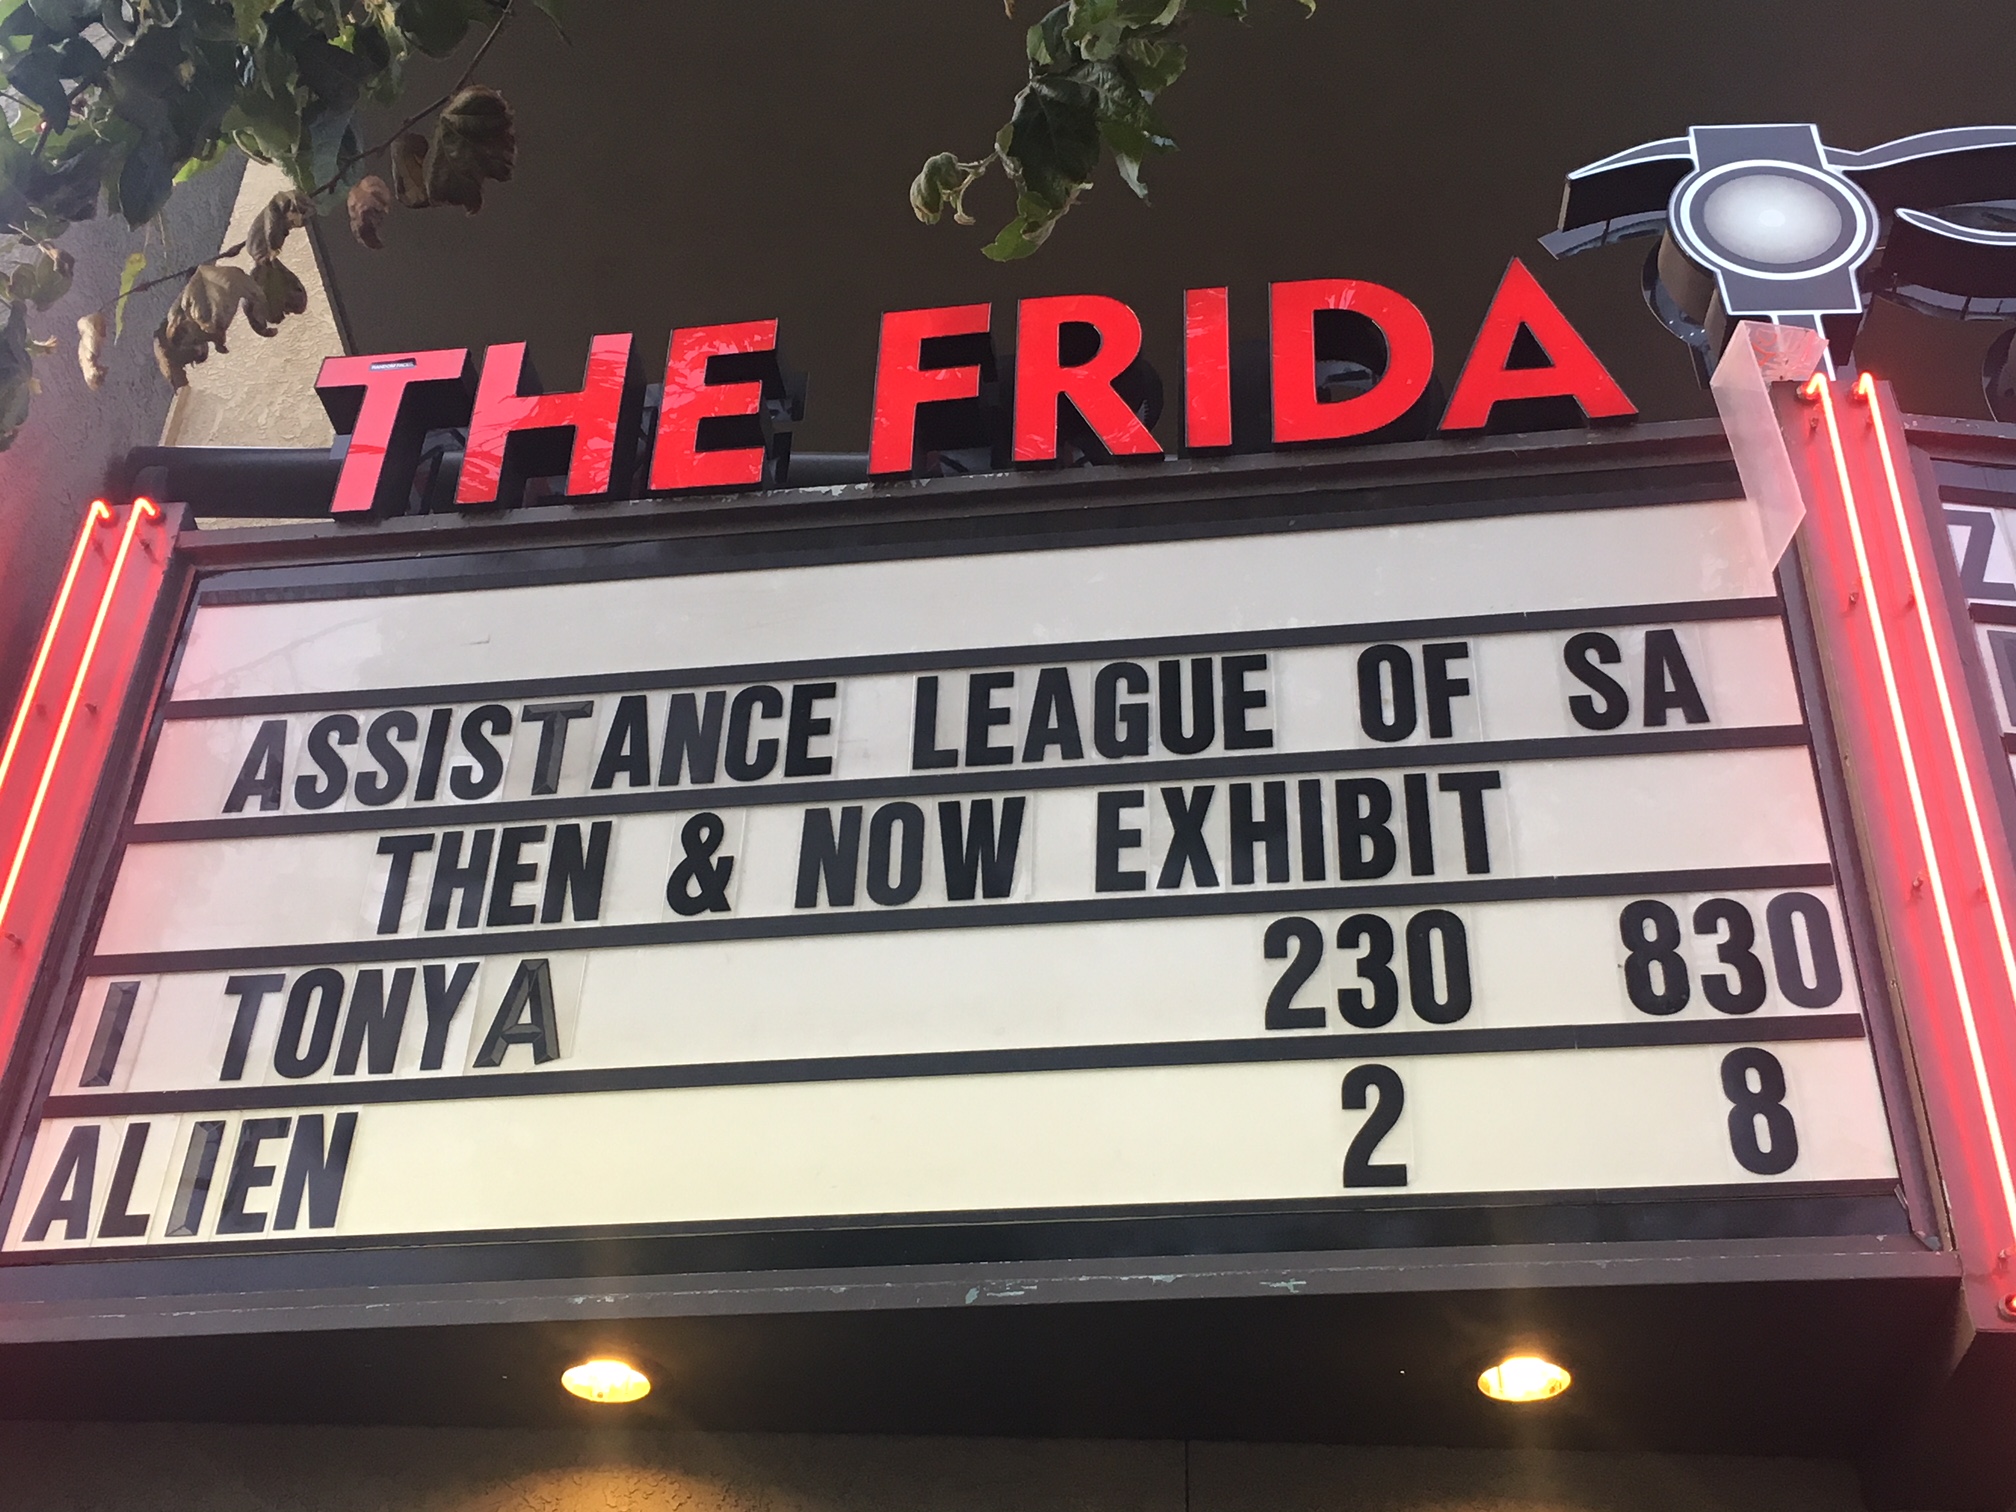 THE FRIDA
ASSISTANCE LEAGUE OF SA
THEN & NOW EXHIBIT
I TONYA 230 830
ALIEN 2 8
Z